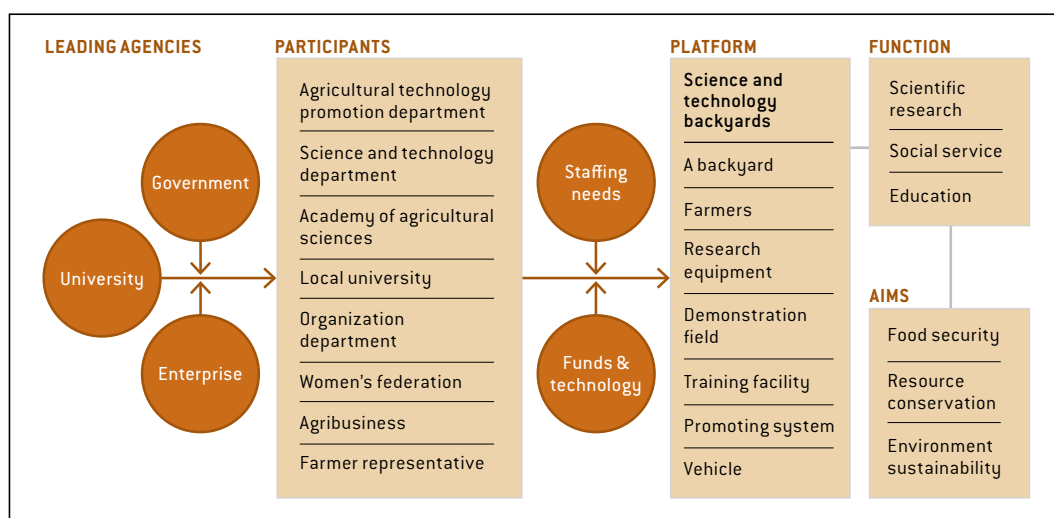 LEADING AGENCIES
University
Government
Enterprise
PARTICIPANTS
Agricultural technology
promotion department
Science and technology
department
Academy of agricultural
sciences
Local university
Organization
department
Women's federation
Agribusiness
Farmer representative
Staffing
needs
Funds &
technology
PLATFORM
Science and
technology
backyards
A backyard
Farmers
Research
equipment
Demonstration
field
Training facility
Promoting system
Vehicle
FUNCTION
Scientific
research
Social service
Education
AIMS
Food security
Resource
conservation
Environment
sustainability